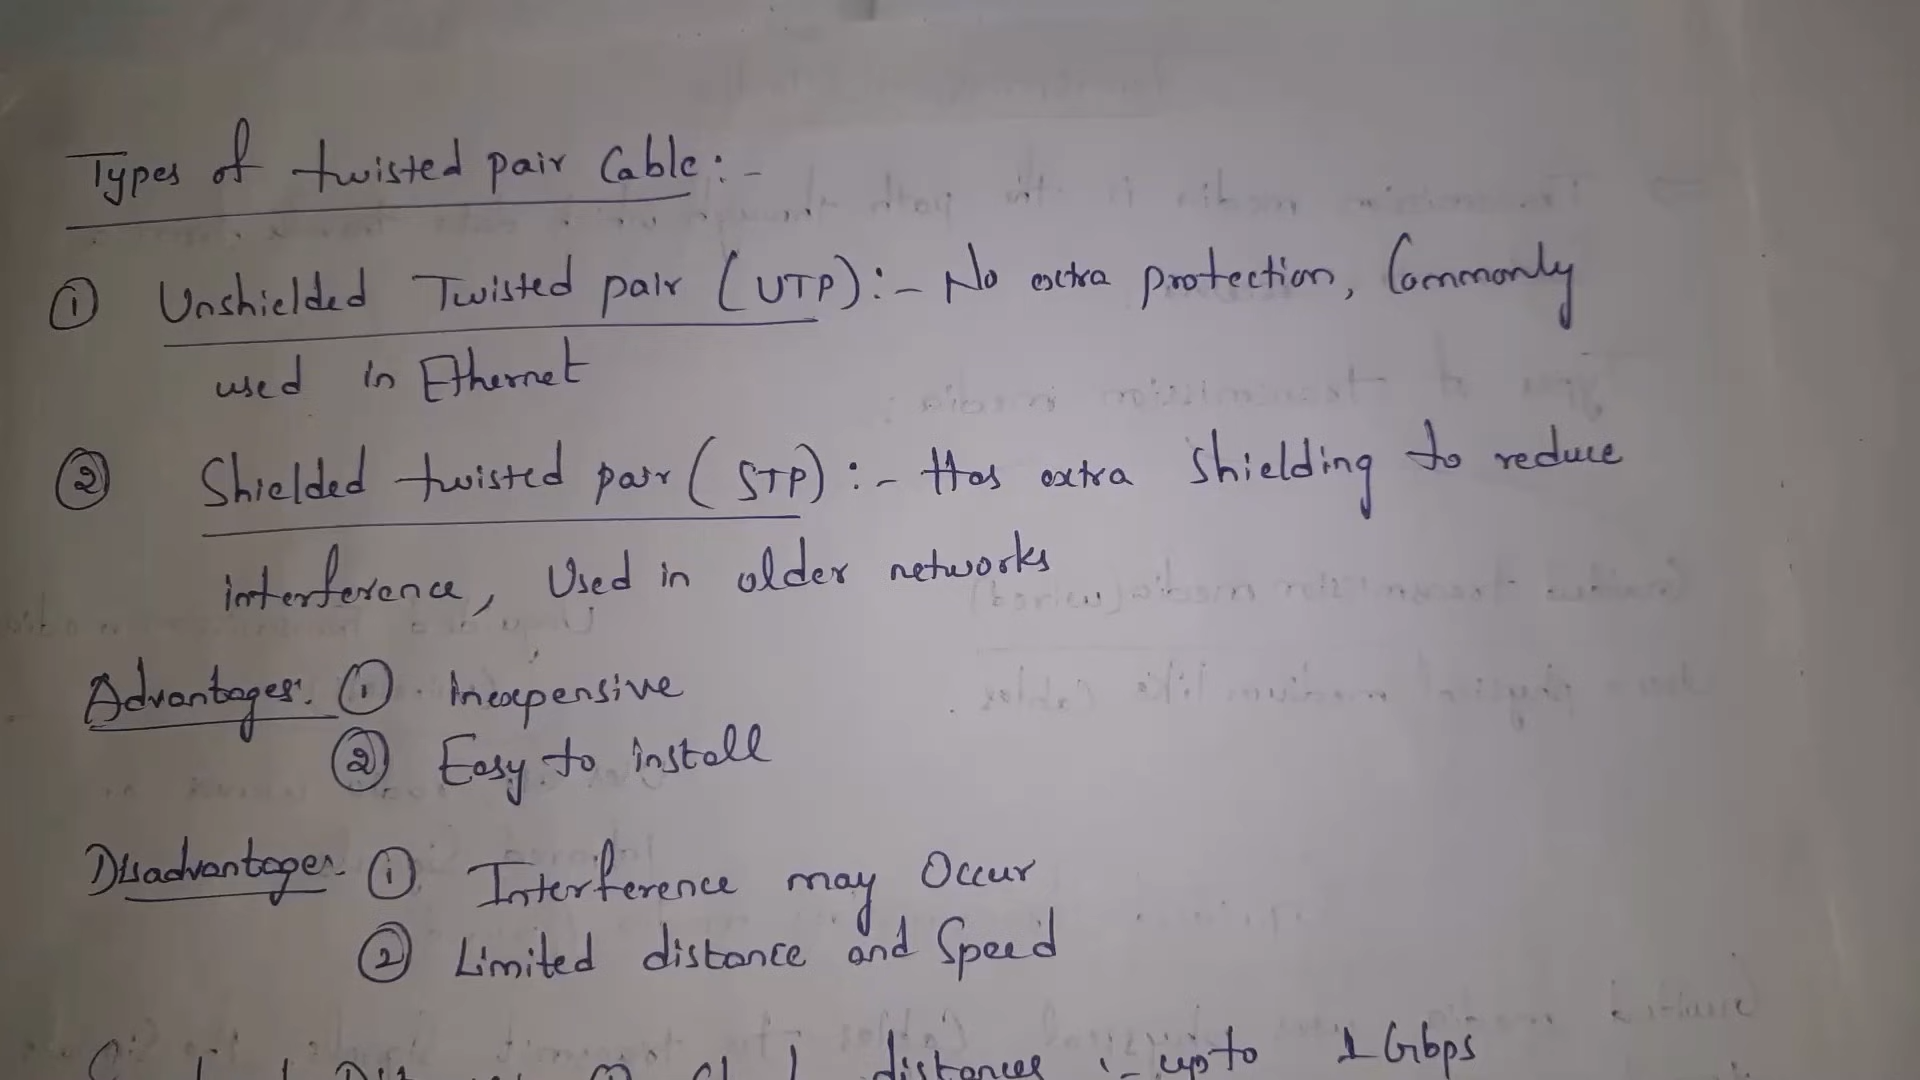 Types of twisted pair Cable:-
① Unshielded Twisted pair (UTP):- No extra protection, Commonly
used in Ethernet
② Shielded twisted pair (STP):- Has extra shielding to reduce
interference, Used in older networks
Advantages: ① Inexpensive
② Easy to install
Disadvantages ① Interference may Occur
② Limited distance and Speed
distances :- upto 1 Gbps